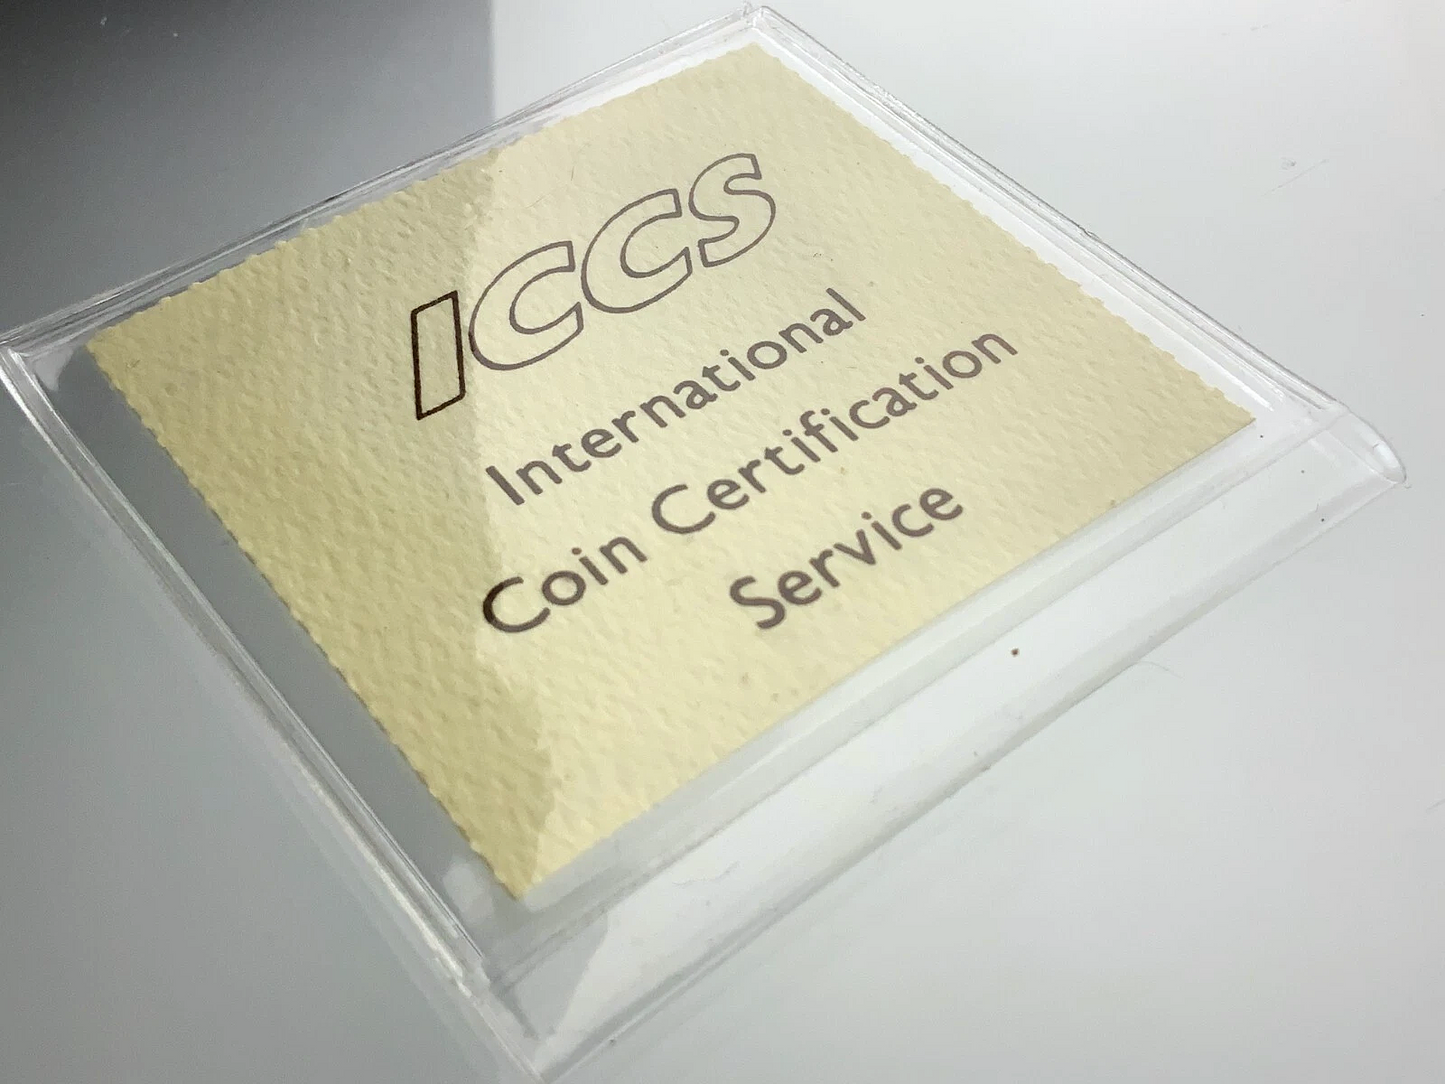 ICCS
International
Coin Certification
Service